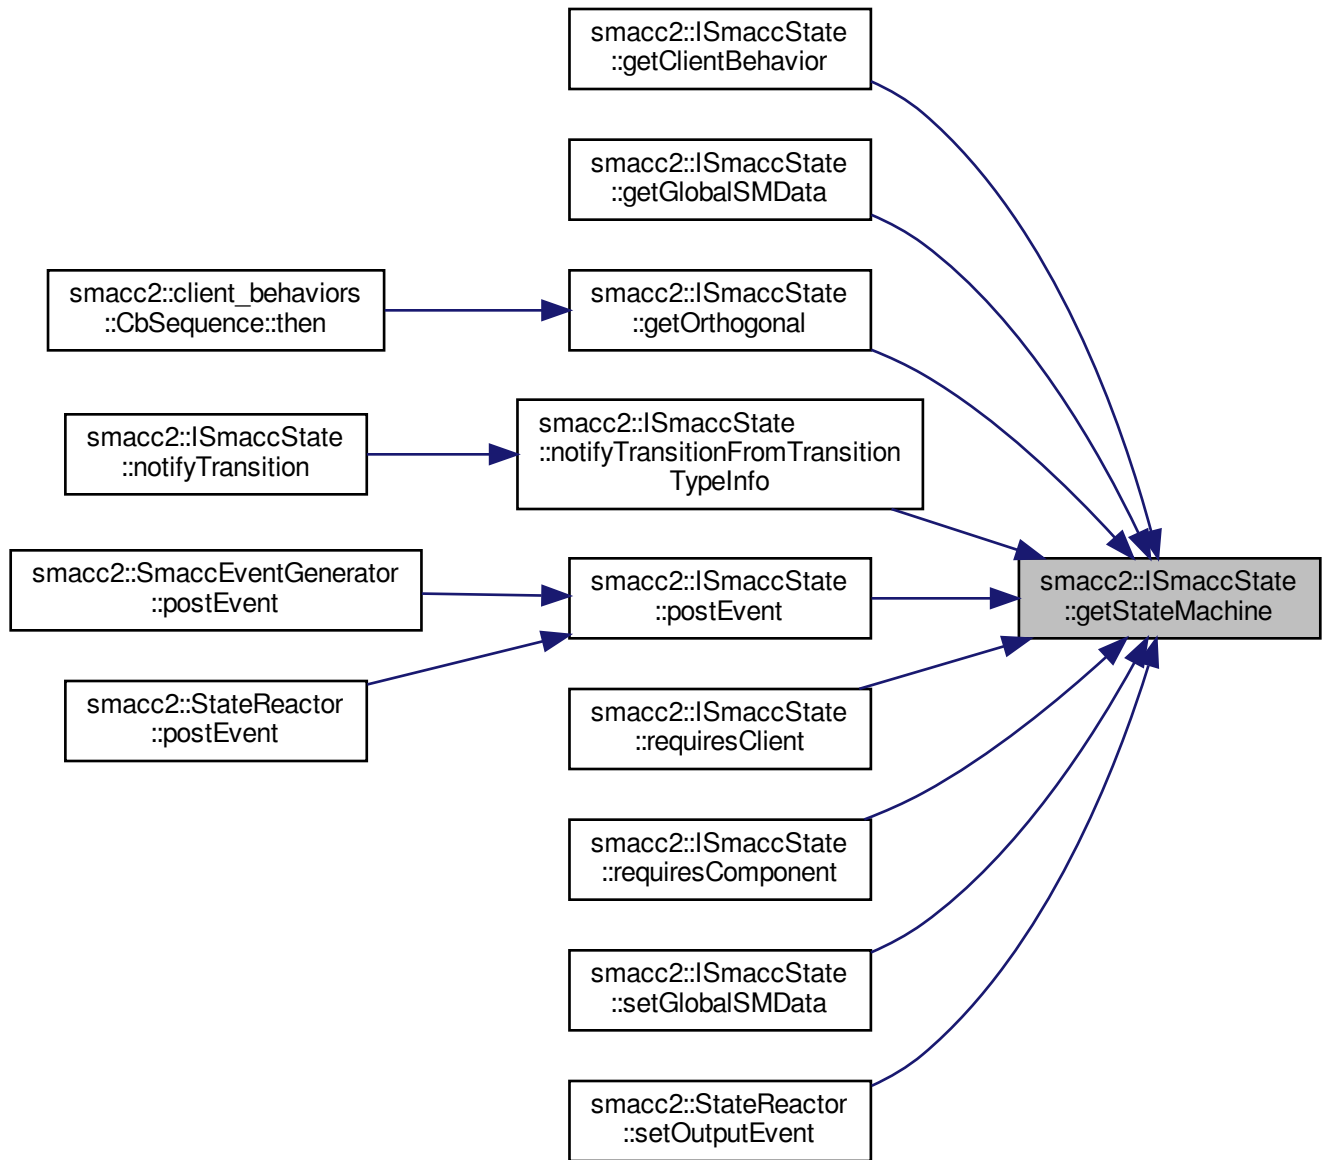 smacc2::ISmaccState
::getClientBehavior
smacc2::ISmaccState
::getGlobalSMData
smacc2::client_behaviors
::CbSequence::then
smacc2::ISmaccState
::getOrthogonal
smacc2::ISmaccState
::notifyTransition
smacc2::ISmaccState
::notifyTransitionFromTransition
TypeInfo
smacc2::SmaccEventGenerator
::postEvent
smacc2::ISmaccState
::postEvent
smacc2::ISmaccState
::getStateMachine
smacc2::StateReactor
::postEvent
smacc2::ISmaccState
::requiresClient
smacc2::ISmaccState
::requiresComponent
smacc2::ISmaccState
::setGlobalSMData
smacc2::StateReactor
::setOutputEvent